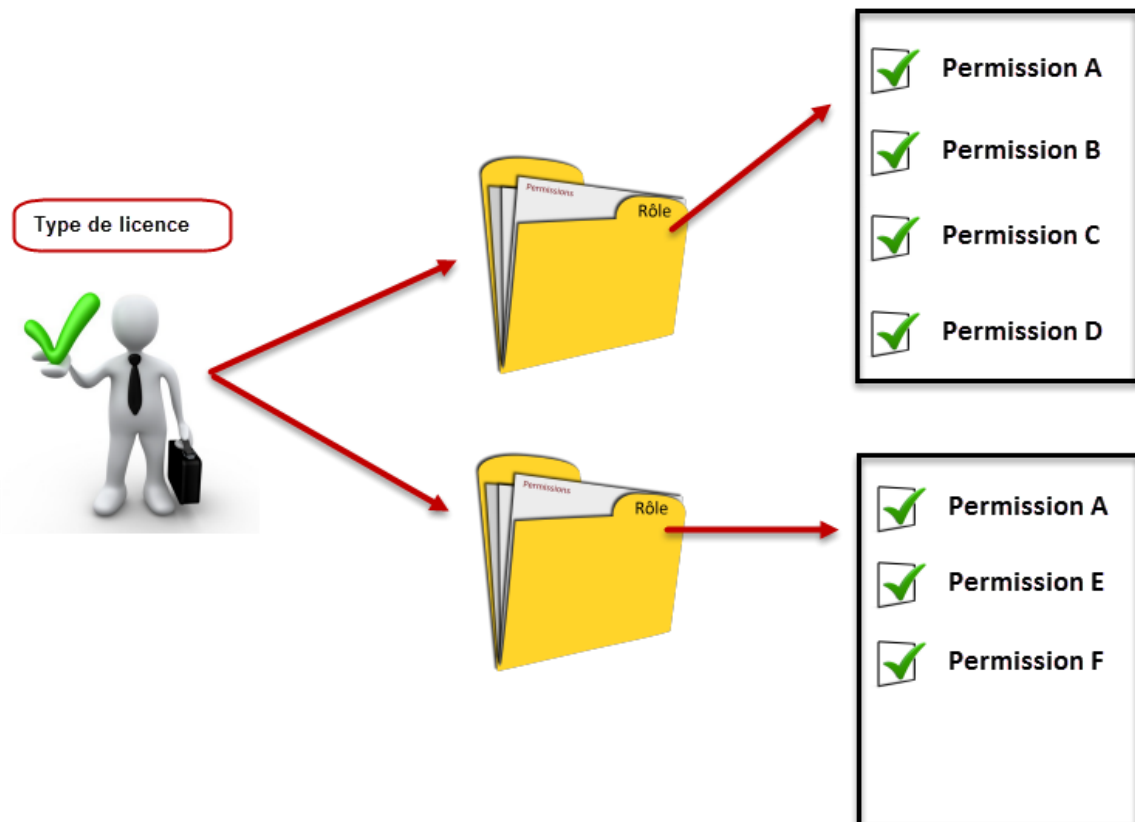 Type de licence
Permissions
Rôle
Permission A
Permission B
Permission C
Permission D
Permissions
Rôle
Permission A
Permission E
Permission F